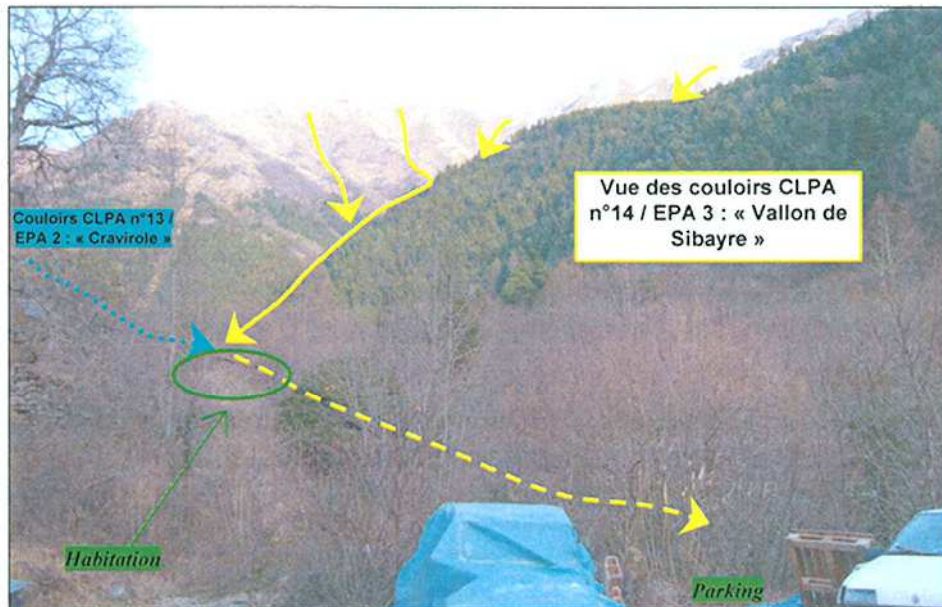 Vue des couloirs CLPA
n°14 / EPA 3 : « Vallon de
Sibayre »
Couloirs CLPA n°13 /
EPA 2 : « Cravirole »
Habitation
Parking